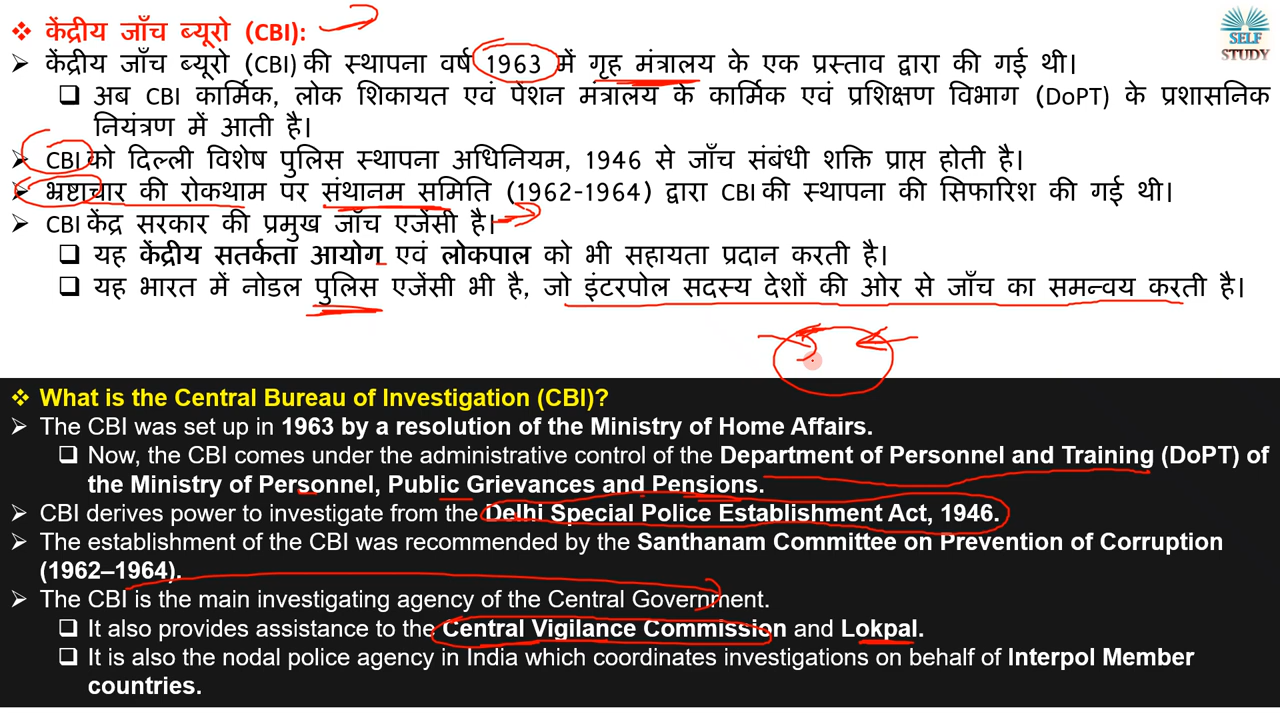 ❖ केंद्रीय जाँच ब्यूरो (CBI):
SELF
STUDY
➢ केंद्रीय जाँच ब्यूरो (CBI) की स्थापना वर्ष 1963 में गृह मंत्रालय के एक प्रस्ताव द्वारा की गई थी।
❑ अब CBI कार्मिक, लोक शिकायत एवं पेंशन मंत्रालय के कार्मिक एवं प्रशिक्षण विभाग (DoPT) के प्रशासनिक
नियंत्रण में आती है।
➢ CBI को दिल्ली विशेष पुलिस स्थापना अधिनियम, 1946 से जाँच संबंधी शक्ति प्राप्त होती है।
➢ भ्रष्टाचार की रोकथाम पर संथानम समिति (1962-1964) द्वारा CBI की स्थापना की सिफारिश की गई थी।
➢ CBI केंद्र सरकार की प्रमुख जाँच एजेंसी है।
❑ यह केंद्रीय सतर्कता आयोग एवं लोकपाल को भी सहायता प्रदान करती है।
❑ यह भारत में नोडल पुलिस एजेंसी भी है, जो इंटरपोल सदस्य देशों की ओर से जाँच का समन्वय करती है।
❖ What is the Central Bureau of Investigation (CBI)?
➢ The CBI was set up in 1963 by a resolution of the Ministry of Home Affairs.
❑ Now, the CBI comes under the administrative control of the Department of Personnel and Training (DoPT) of
the Ministry of Personnel, Public Grievances and Pensions.
➢ CBI derives power to investigate from the Delhi Special Police Establishment Act, 1946.
➢ The establishment of the CBI was recommended by the Santhanam Committee on Prevention of Corruption
(1962–1964).
➢ The CBI is the main investigating agency of the Central Government.
❑ It also provides assistance to the Central Vigilance Commission and Lokpal.
❑ It is also the nodal police agency in India which coordinates investigations on behalf of Interpol Member
countries.